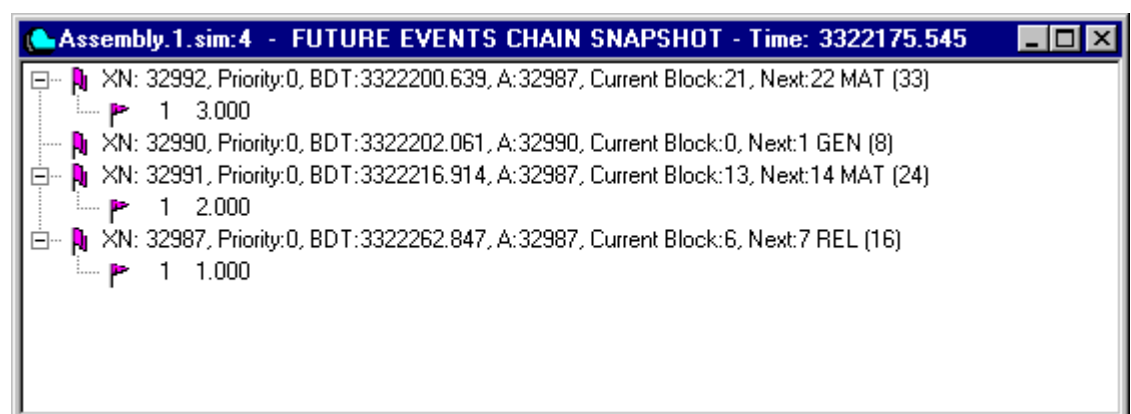 Assembly.1.sim:4 - FUTURE EVENTS CHAIN SNAPSHOT - Time: 3322175.545
XN: 32992, Priority:0, BDT:3322200.639, A:32987, Current Block:21, Next:22 MAT (33)
1 3.000
XN: 32990, Priority:0, BDT:3322202.061, A:32990, Current Block:0, Next:1 GEN (8)
XN: 32991, Priority:0, BDT:3322216.914, A:32987, Current Block:13, Next:14 MAT (24)
1 2.000
XN: 32987, Priority:0, BDT:3322262.847, A:32987, Current Block:6, Next:7 REL (16)
1 1.000